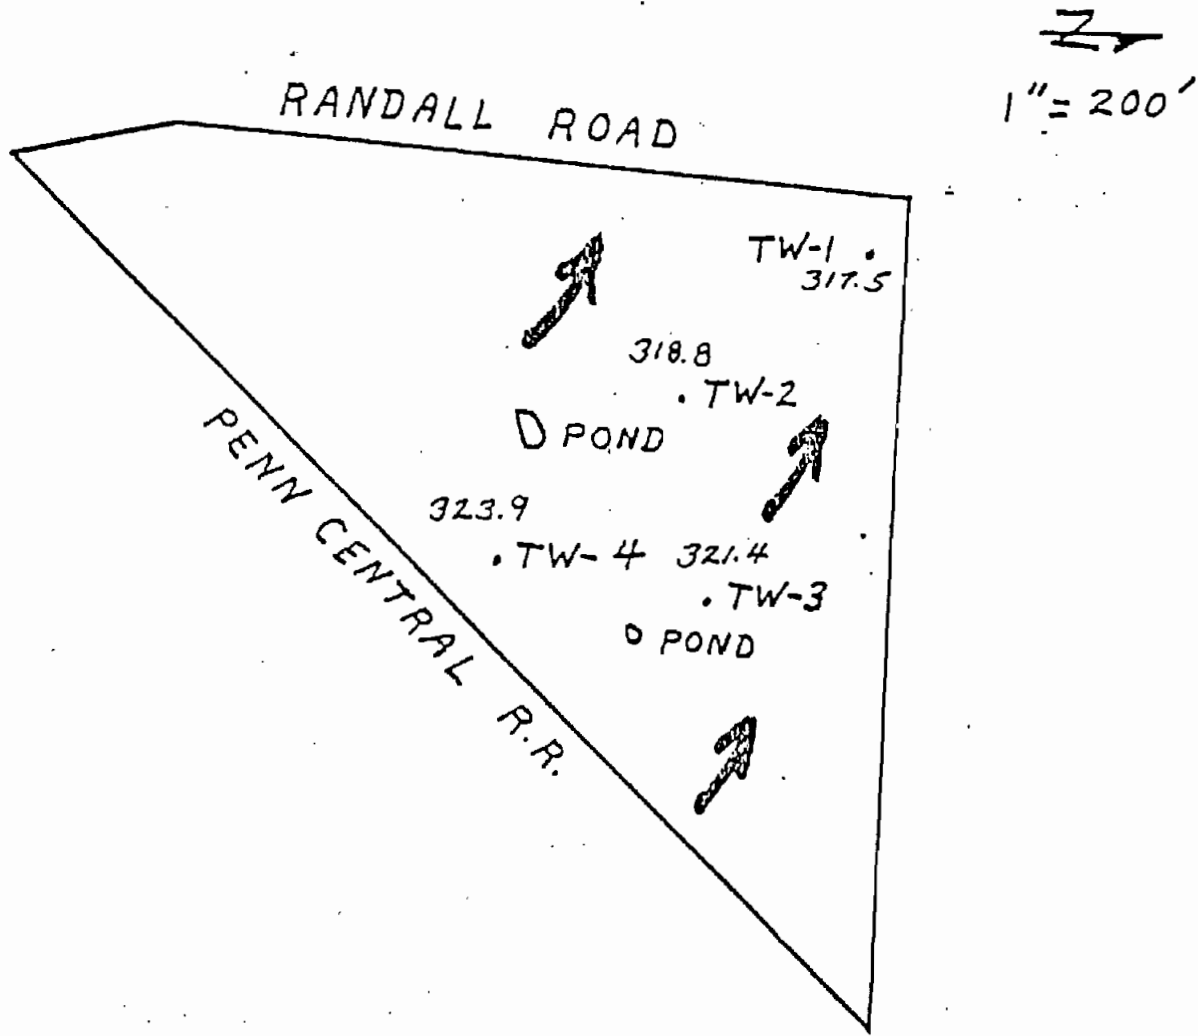 N
1" = 200'
RANDALL ROAD
TW-1
317.5
318.8
TW-2
POND
323.9
TW-4
321.4
TW-3
POND
PENN CENTRAL R.R.